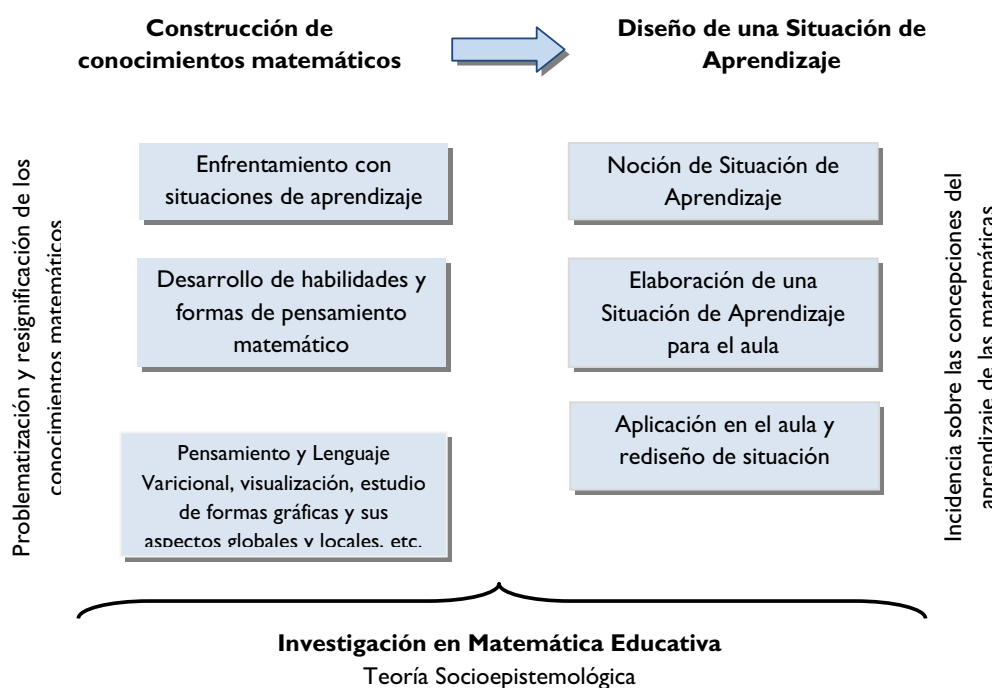 Construcción de
conocimientos matemáticos
Diseño de una Situación de
Aprendizaje
Problematización y resignificación de los
conocimientos matemáticos
Enfrentamiento con
situaciones de aprendizaje
Desarrollo de habilidades y
formas de pensamiento
matemático
Pensamiento y Lenguaje
Varicional, visualización, estudio
de formas gráficas y sus
aspectos globales y locales, etc.
Noción de Situación de
Aprendizaje
Elaboración de una
Situación de Aprendizaje
para el aula
Aplicación en el aula y
rediseño de situación
Incidencia sobre las concepciones del
aprendizaje de las matemáticas
Investigación en Matemática Educativa
Teoría Socioepistemológica